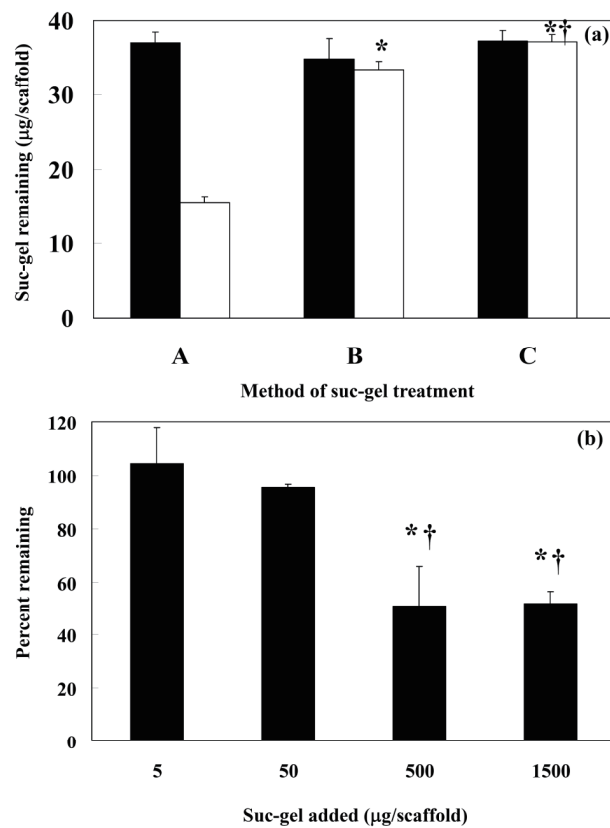 40
30
20
10
0
Suc-gel remaining (μg/scaffold)
*
*†
(a)
A B C
Method of suc-gel treatment
120
100
80
60
40
20
0
Percent remaining
*†
*†
(b)
5 50 500 1500
Suc-gel added (μg/scaffold)